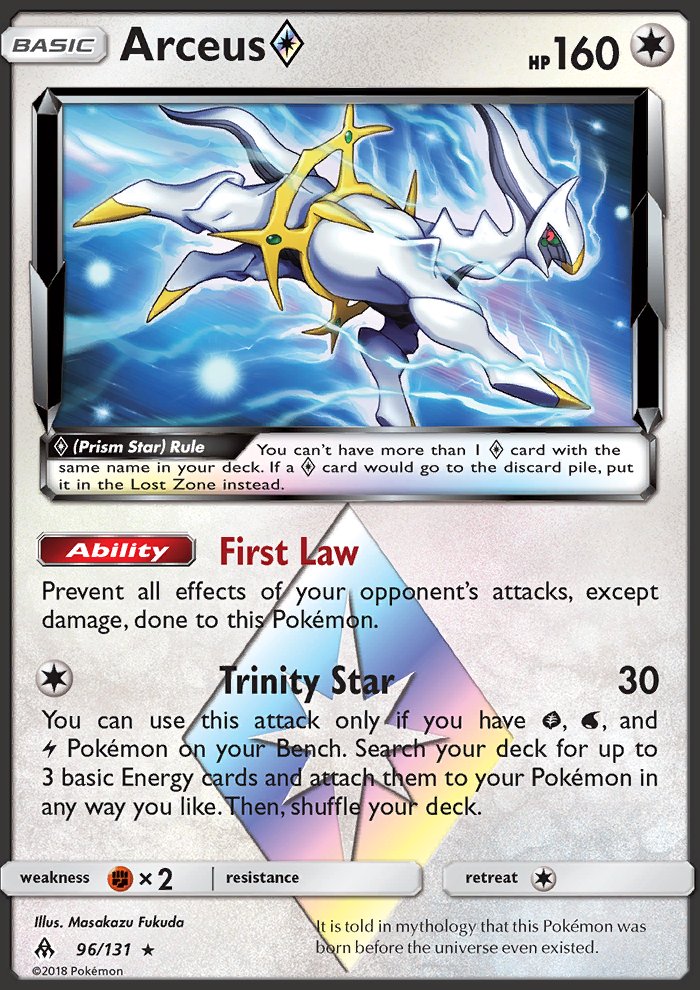 BASIC Arceus HP 160
(Prism Star) Rule You can't have more than 1 card with the
same name in your deck. If a card would go to the discard pile, put
it in the Lost Zone instead.
Ability First Law
Prevent all effects of your opponent's attacks, except
damage, done to this Pokémon.
Trinity Star 30
You can use this attack only if you have , , and
Pokémon on your Bench. Search your deck for up to
3 basic Energy cards and attach them to your Pokémon in
any way you like. Then, shuffle your deck.
weakness × 2 resistance retreat
Illus. Masakazu Fukuda
96/131 ★
©2018 Pokémon
It is told in mythology that this Pokémon was
born before the universe even existed.